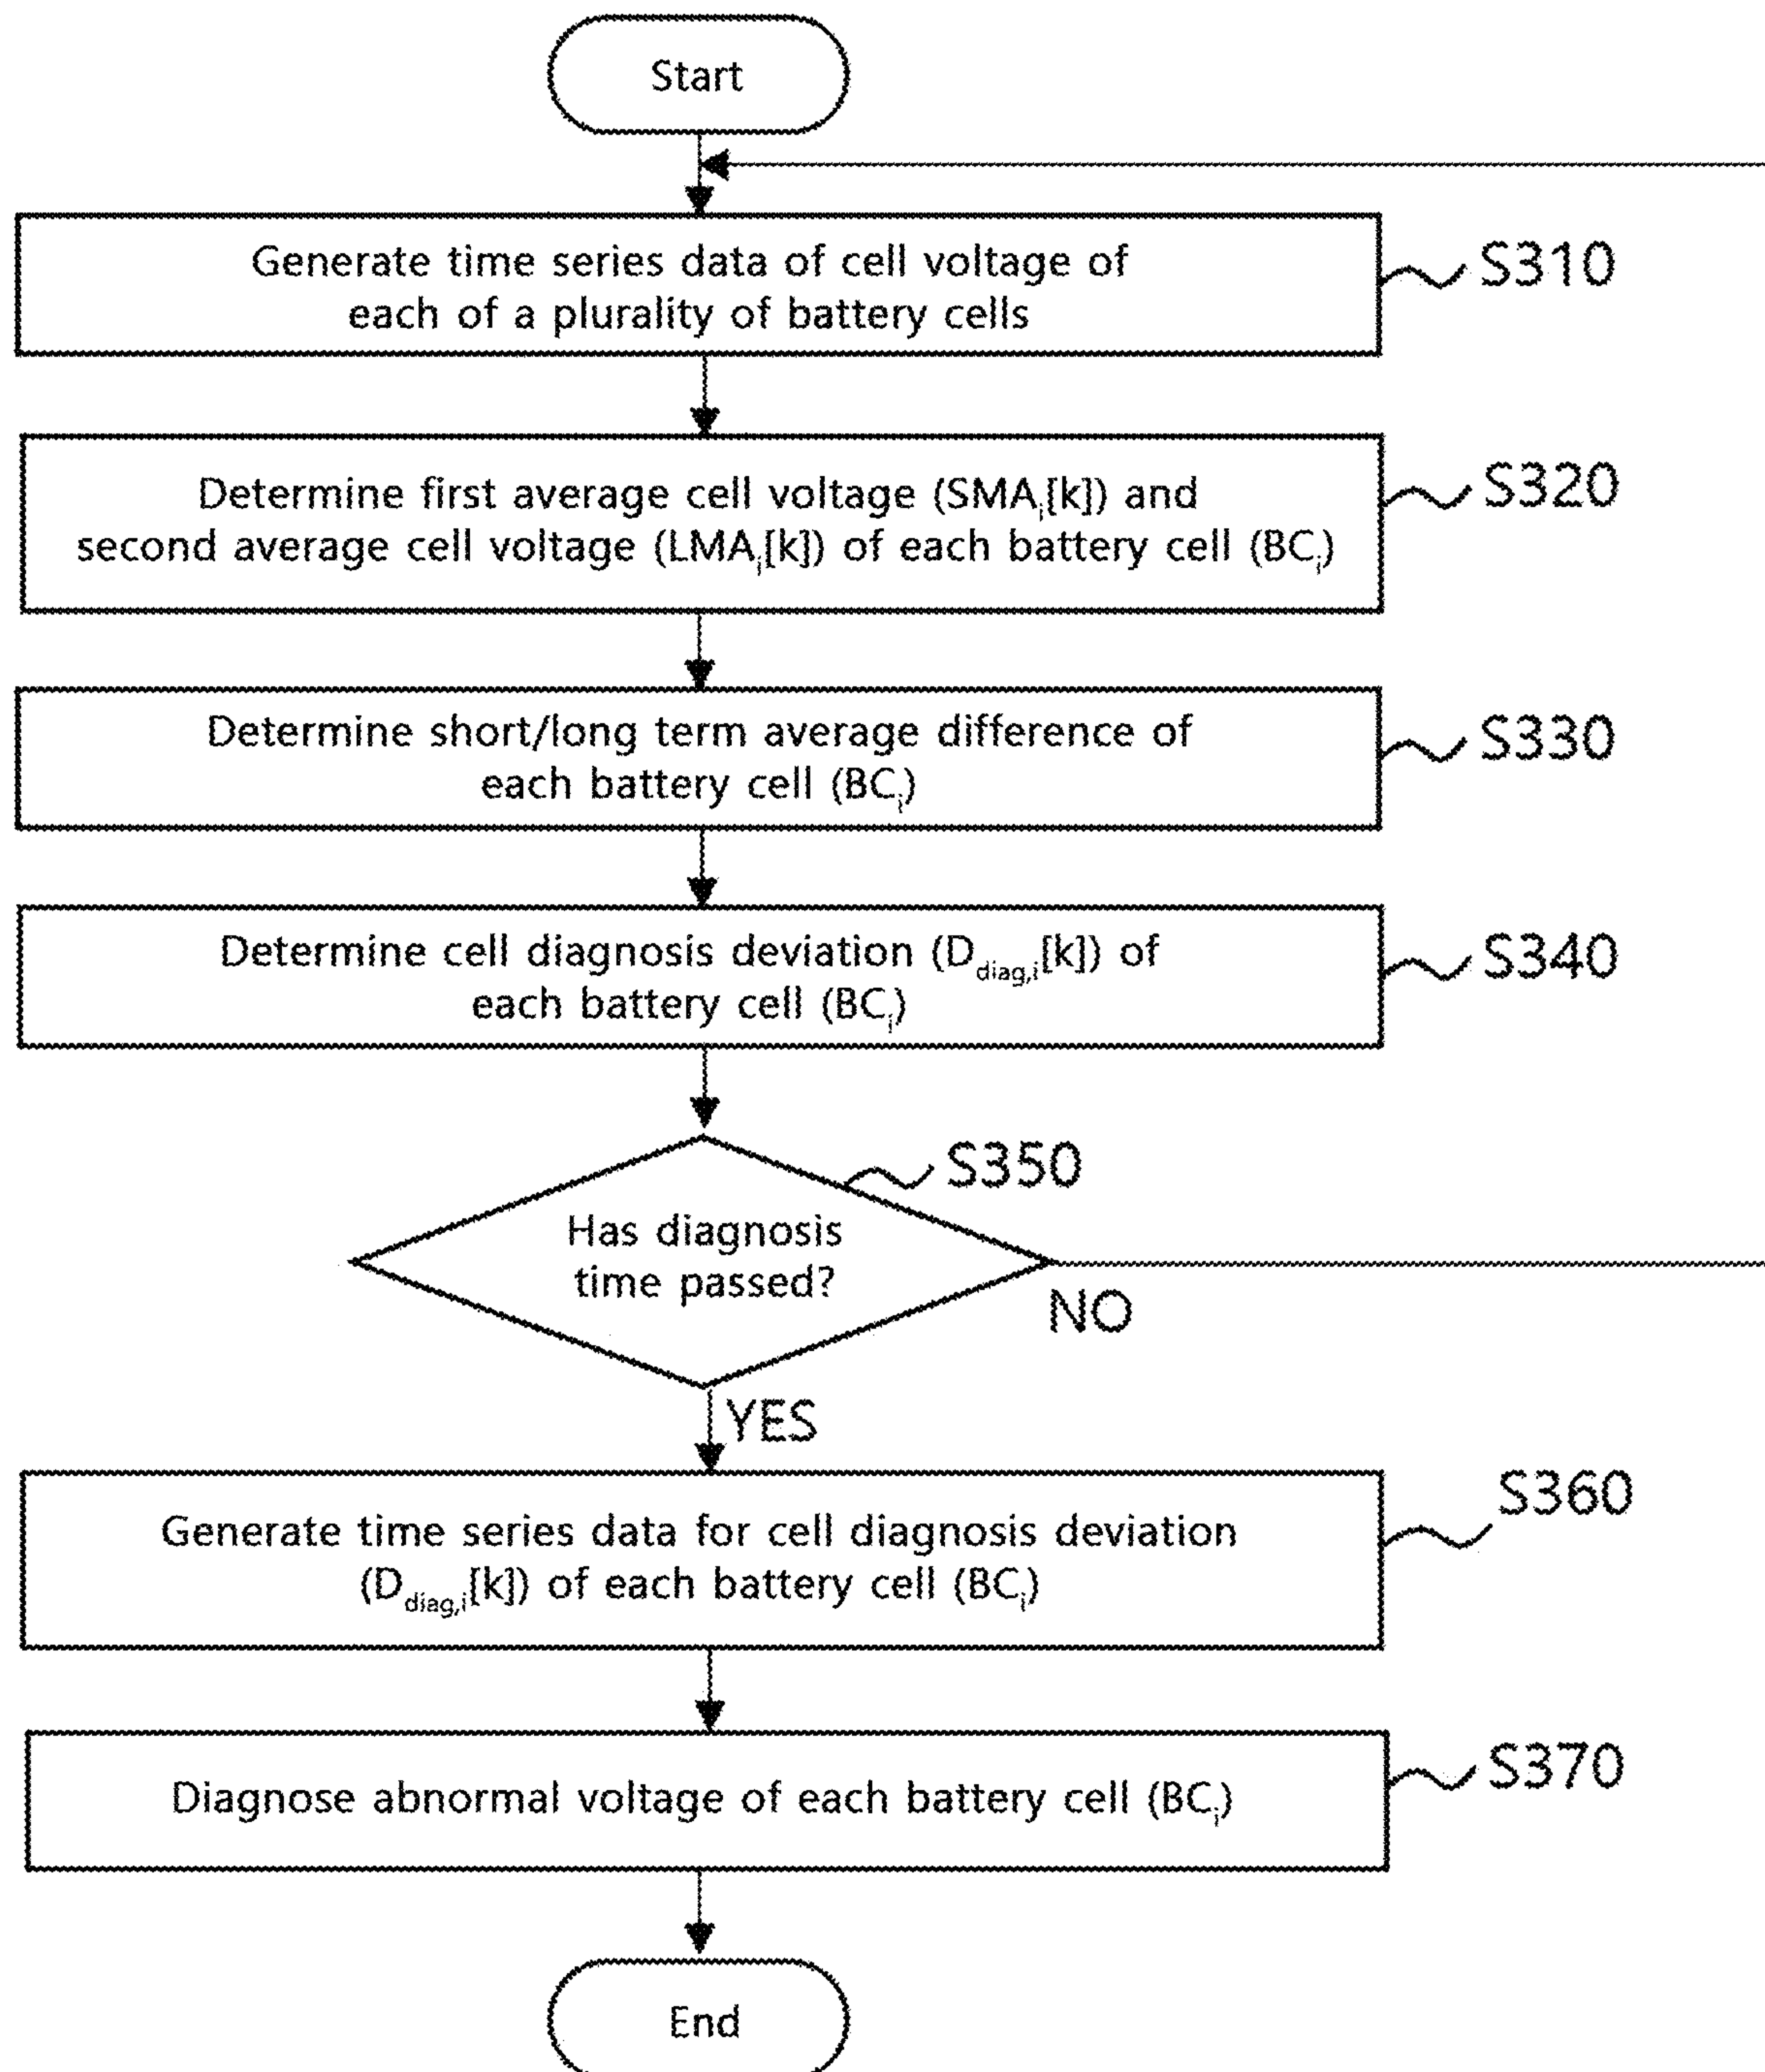 Start
Generate time series data of cell voltage of
each of a plurality of battery cells
S310
Determine first average cell voltage (SMAᵢ[k]) and
second average cell voltage (LMAᵢ[k]) of each battery cell (BCᵢ)
S320
Determine short/long term average difference of
each battery cell (BCᵢ)
S330
Determine cell diagnosis deviation (D_diag,i[k]) of
each battery cell (BCᵢ)
S340
S350
Has diagnosis
time passed?
NO
YES
Generate time series data for cell diagnosis deviation
(D_diag,i[k]) of each battery cell (BCᵢ)
S360
Diagnose abnormal voltage of each battery cell (BCᵢ)
S370
End